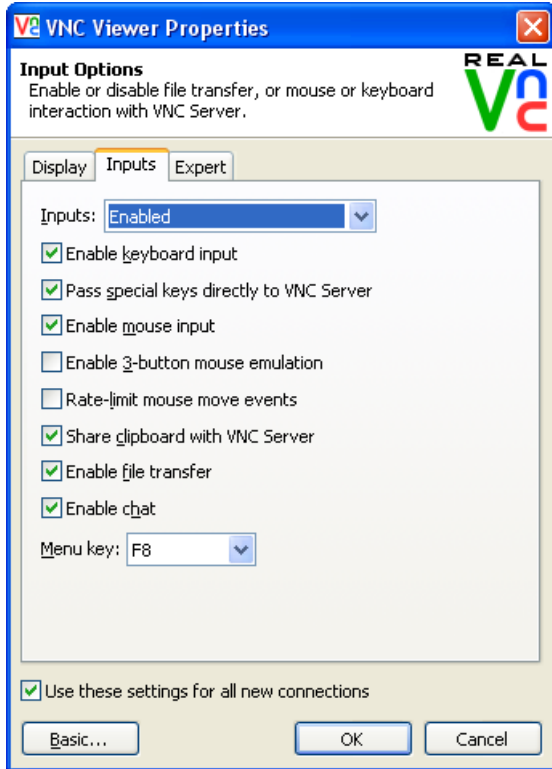 VNC Viewer Properties
Input Options
Enable or disable file transfer, or mouse or keyboard
interaction with VNC Server.
REAL
VNC
Display Inputs Expert
Inputs: Enabled
Enable keyboard input
Pass special keys directly to VNC Server
Enable mouse input
Enable 3-button mouse emulation
Rate-limit mouse move events
Share clipboard with VNC Server
Enable file transfer
Enable chat
Menu key: F8
Use these settings for all new connections
Basic... OK Cancel